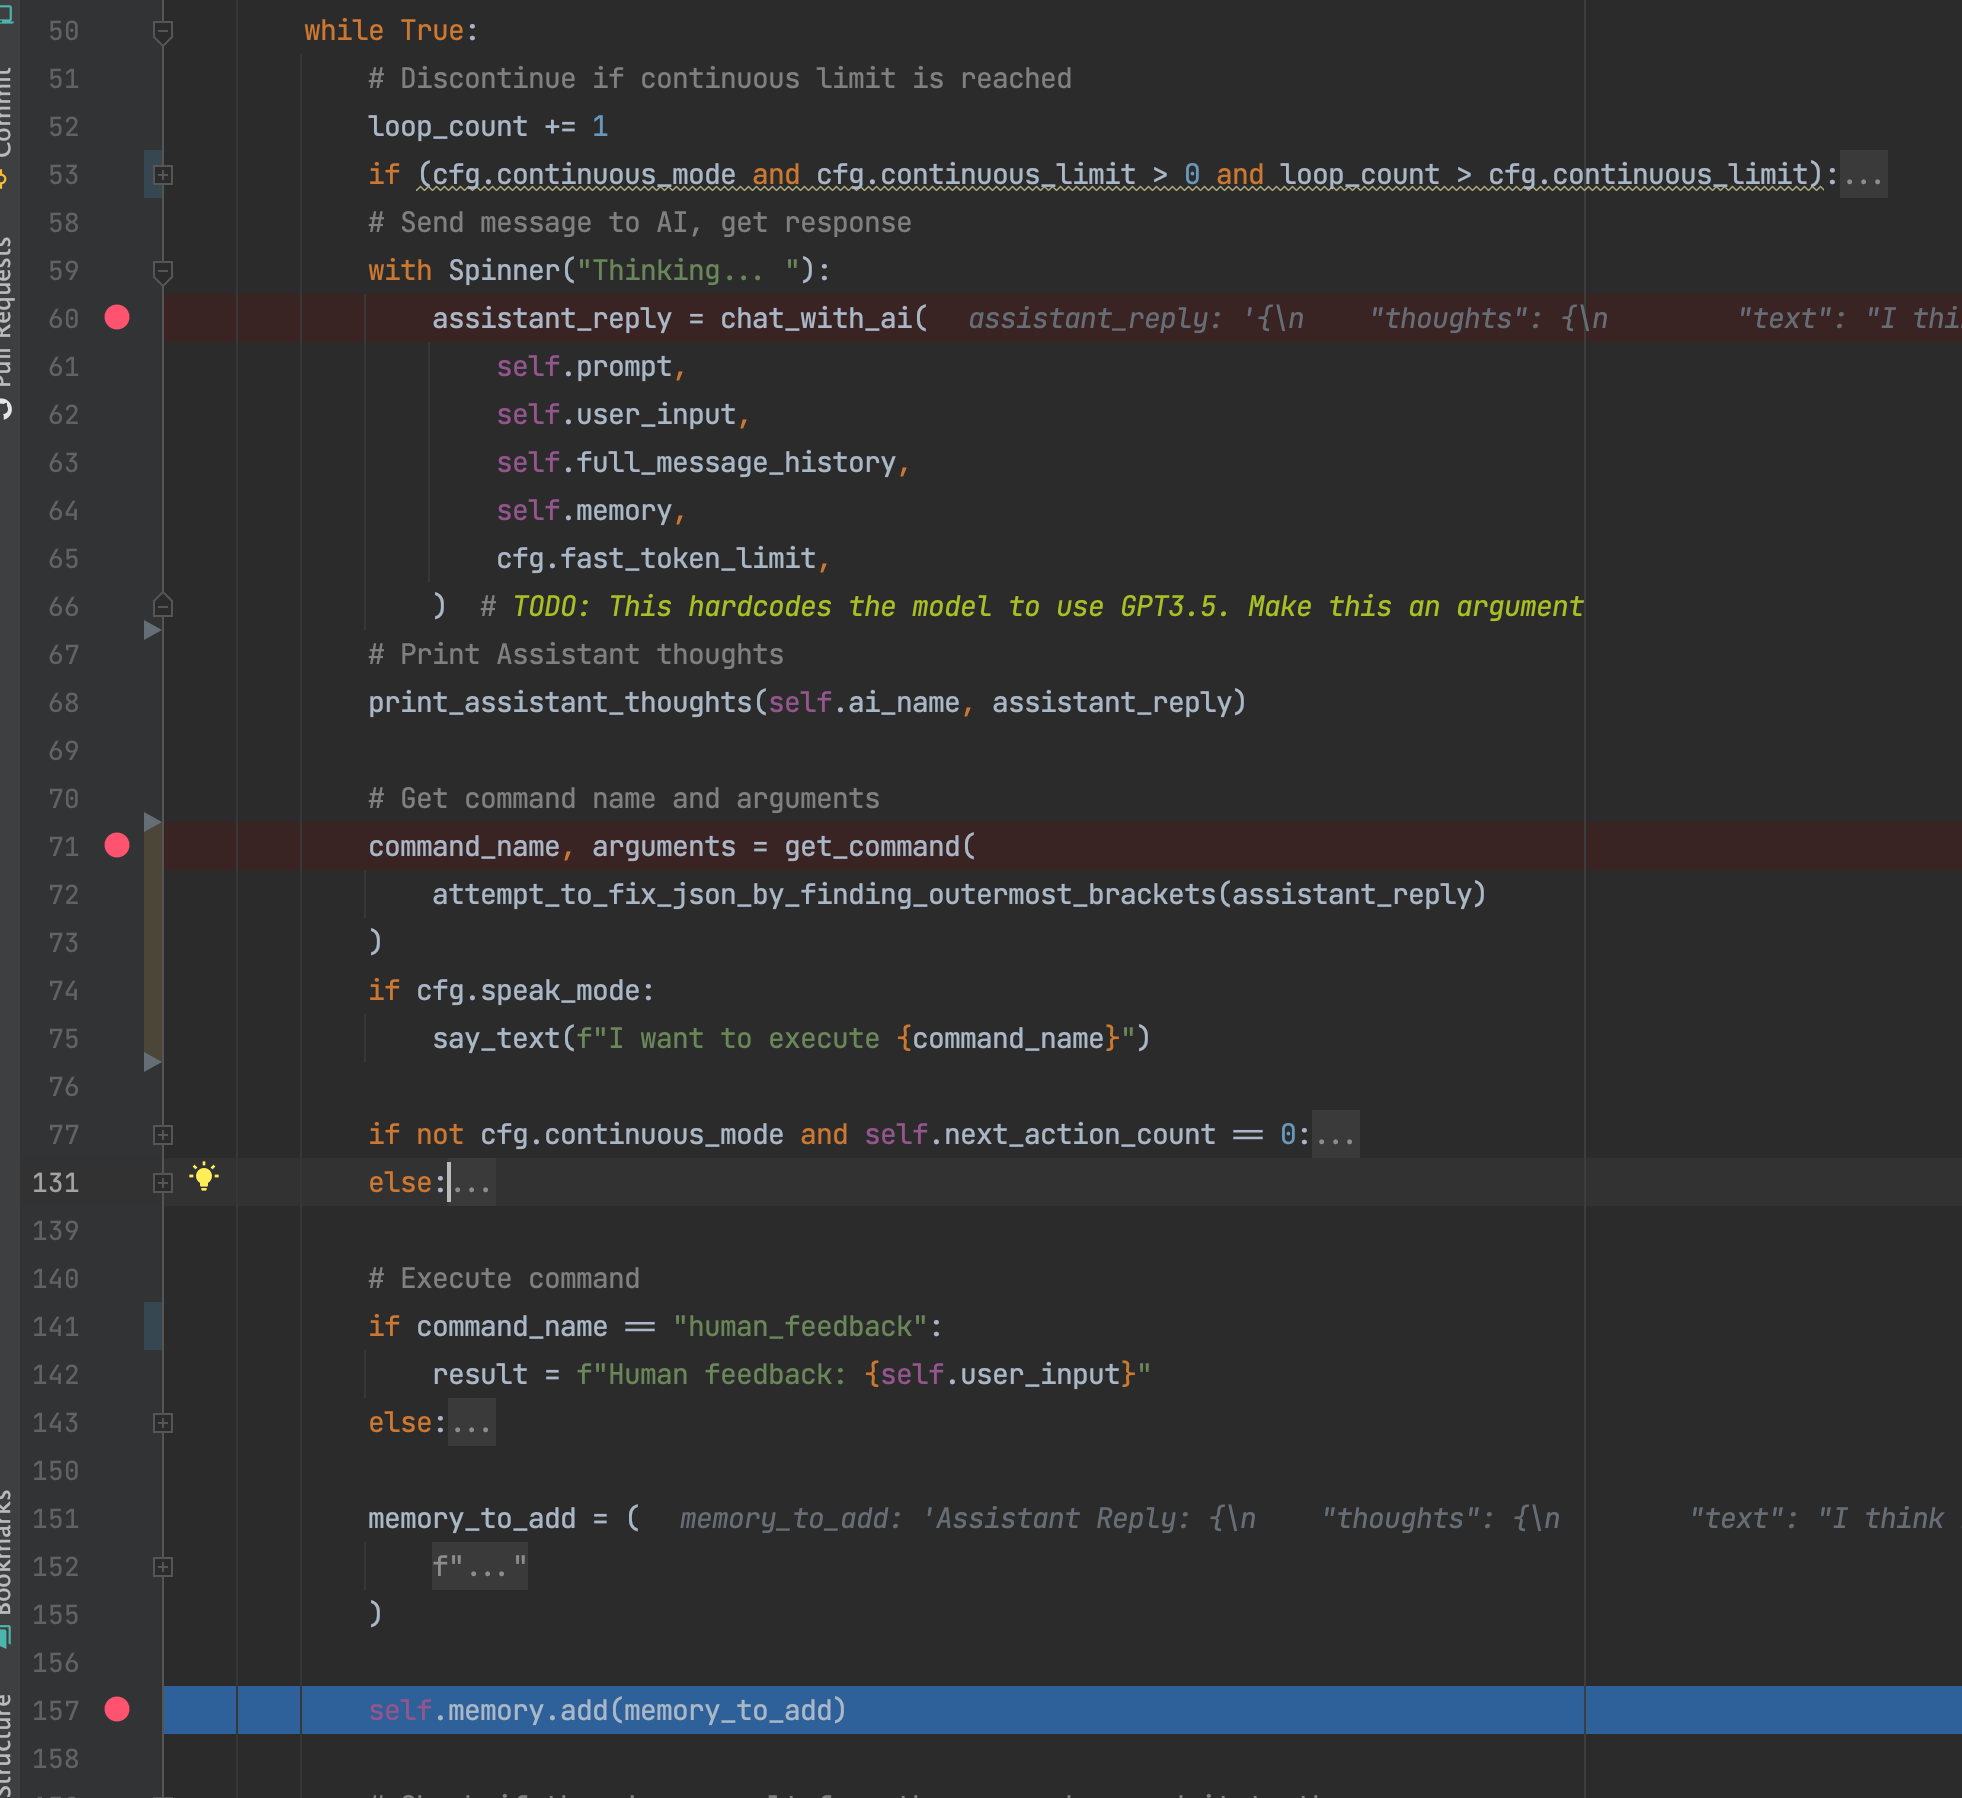 50 while True:
51 # Discontinue if continuous limit is reached
52 loop_count += 1
53 if (cfg.continuous_mode and cfg.continuous_limit > 0 and loop_count > cfg.continuous_limit):...
58 # Send message to AI, get response
59 with Spinner("Thinking... "):
60 assistant_reply = chat_with_ai( assistant_reply: '{\n "thoughts": {\n "text": "I thi
61 self.prompt,
62 self.user_input,
63 self.full_message_history,
64 self.memory,
65 cfg.fast_token_limit,
66 ) # TODO: This hardcodes the model to use GPT3.5. Make this an argument
67 # Print Assistant thoughts
68 print_assistant_thoughts(self.ai_name, assistant_reply)
69
70 # Get command name and arguments
71 command_name, arguments = get_command(
72 attempt_to_fix_json_by_finding_outermost_brackets(assistant_reply)
73 )
74 if cfg.speak_mode:
75 say_text(f"I want to execute {command_name}")
76
77 if not cfg.continuous_mode and self.next_action_count == 0:...
131 else:...
139
140 # Execute command
141 if command_name == "human_feedback":
142 result = f"Human feedback: {self.user_input}"
143 else:...
150
151 memory_to_add = ( memory_to_add: 'Assistant Reply: {\n "thoughts": {\n "text": "I think
152 f"..."
155 )
156
157 self.memory.add(memory_to_add)
158
Commit
Pull Requests
Bookmarks
Structure